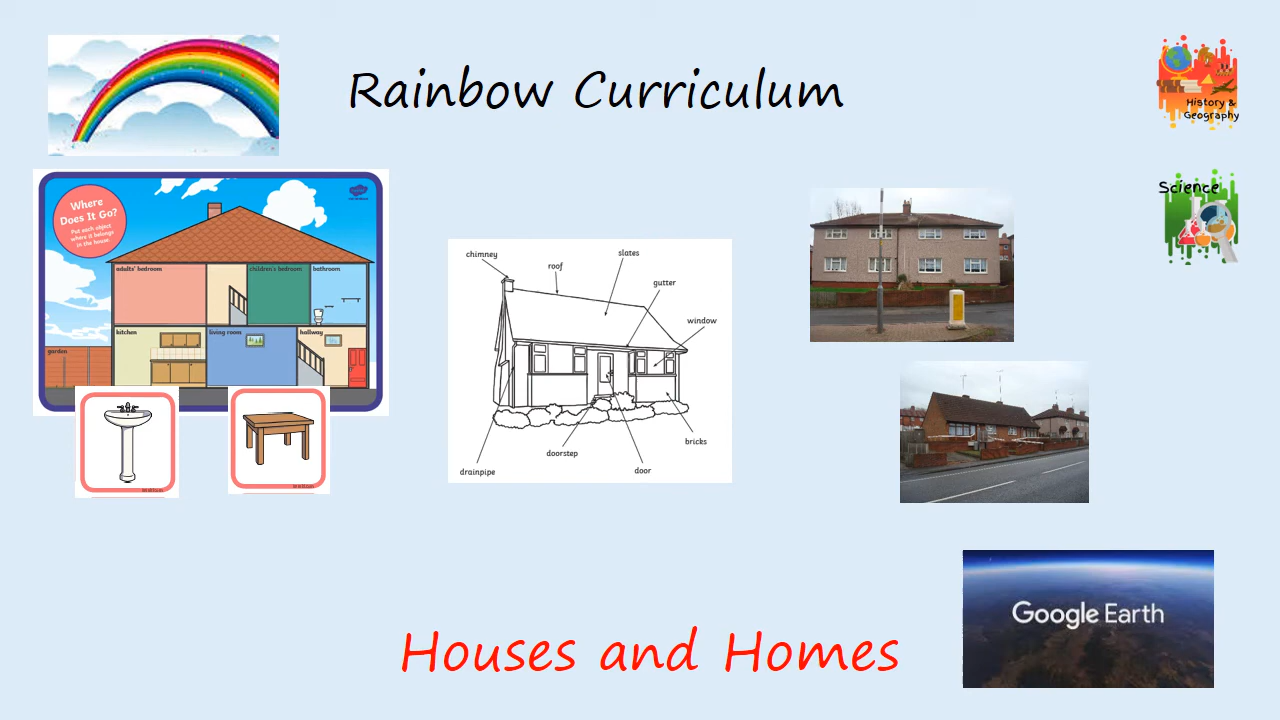 Rainbow Curriculum
History &
Geography
Science
Where
Does It Go?
Put each object
where it belongs
in the house.
adults' bedroom
children's bedroom
bathroom
kitchen
living room
hallway
garden
chimney
roof
slates
gutter
window
bricks
door
doorstep
drainpipe
Google Earth
Houses and Homes